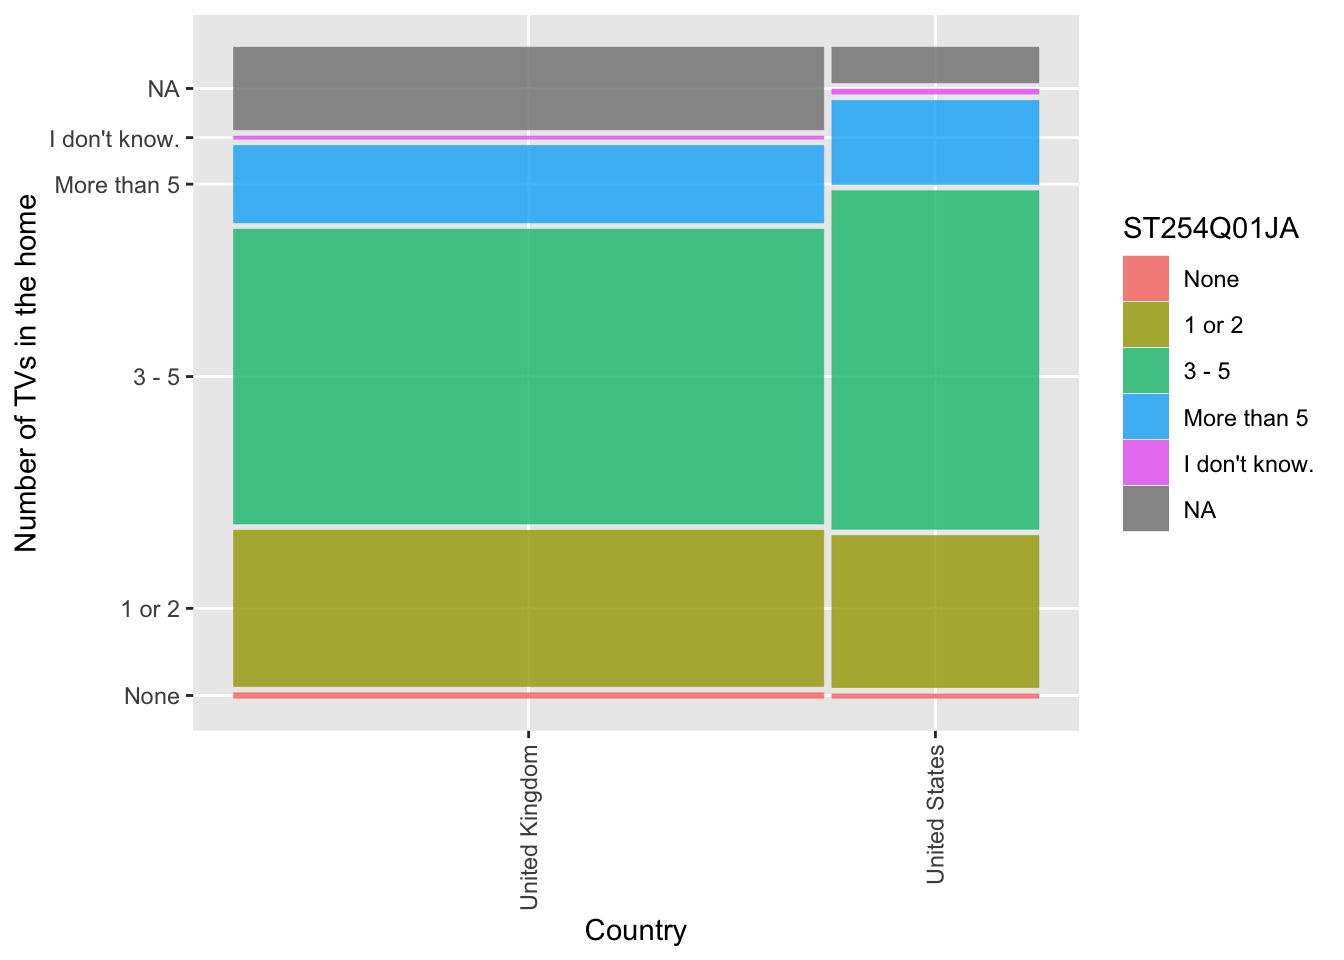 Number of TVs in the home
NA
I don't know.
More than 5
3 - 5
1 or 2
None
United Kingdom
United States
Country
ST254Q01JA
None
1 or 2
3 - 5
More than 5
I don't know.
NA